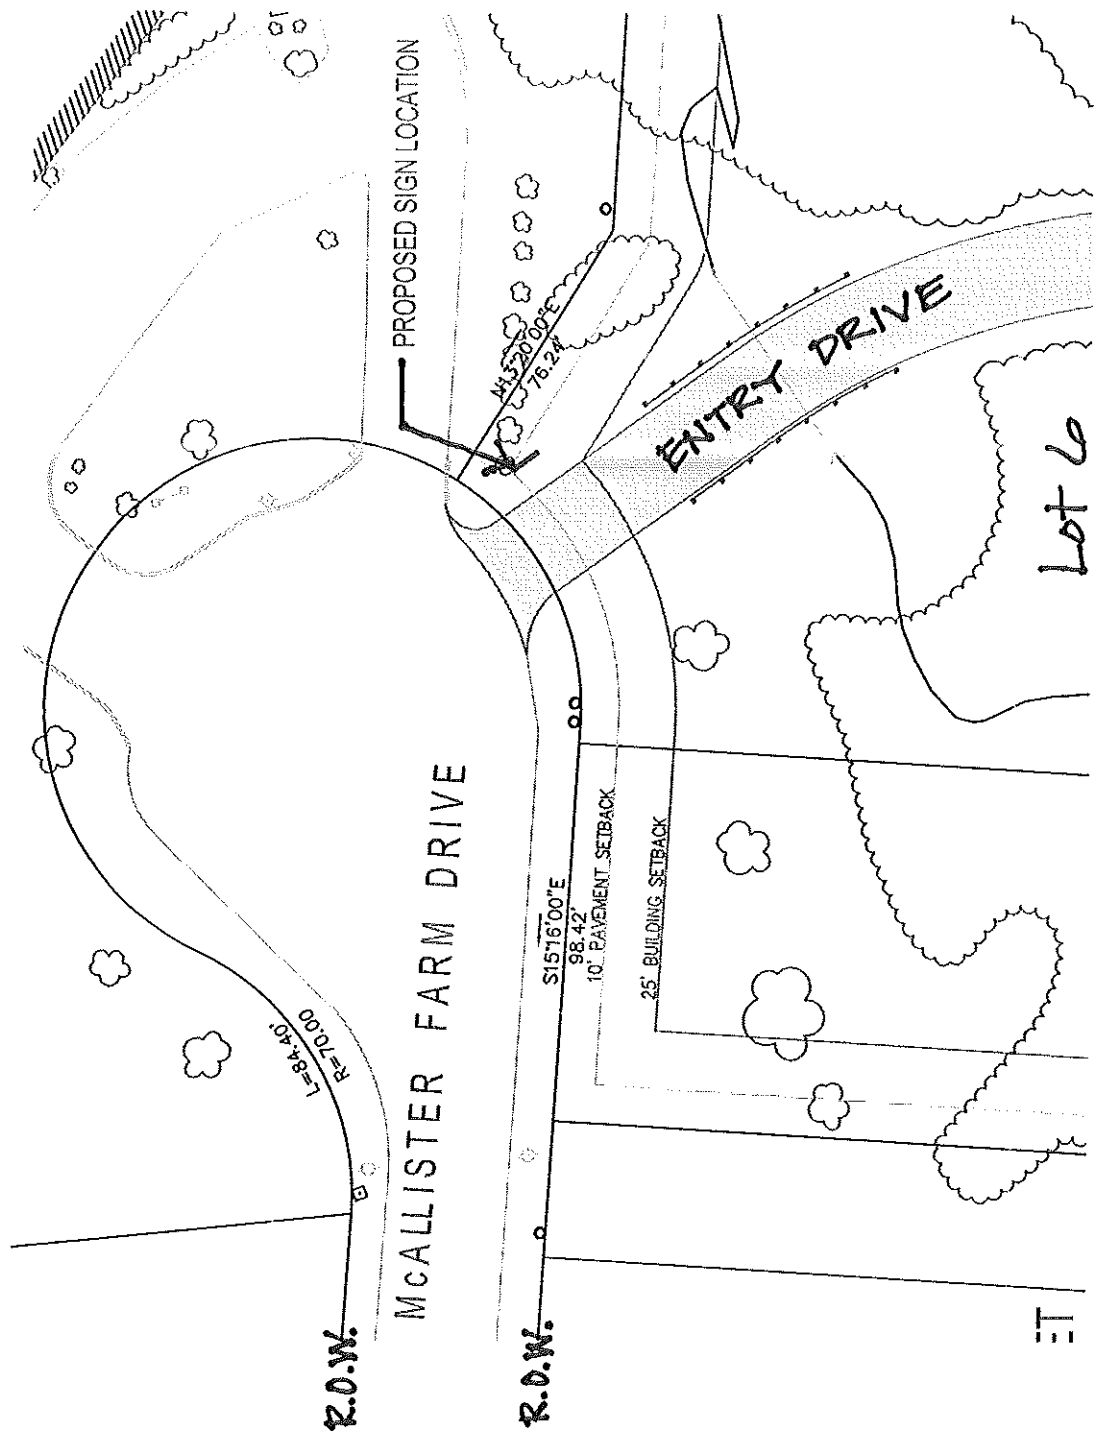 PROPOSED SIGN LOCATION
N13°20'00"E
76.24'
ENTRY DRIVE
Lot 6
McALLISTER FARM DRIVE
S15°16'00"E
98.42'
10' PAVEMENT SETBACK
25' BUILDING SETBACK
L=84.40'
R=70.00
R.O.W.
R.O.W.
ET